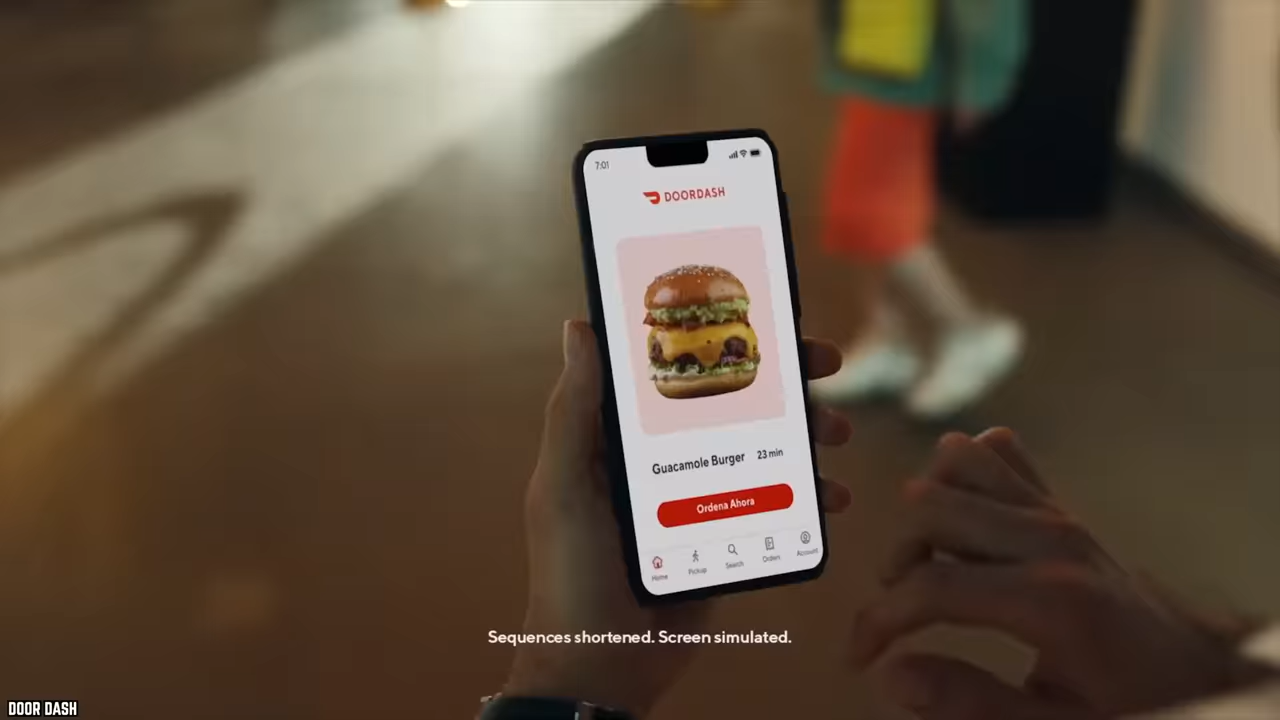 7:01
DOORDASH
Guacamole Burger 23 min
Ordena Ahora
Home Pickup Search Orders Account
Sequences shortened. Screen simulated.
DOOR DASH